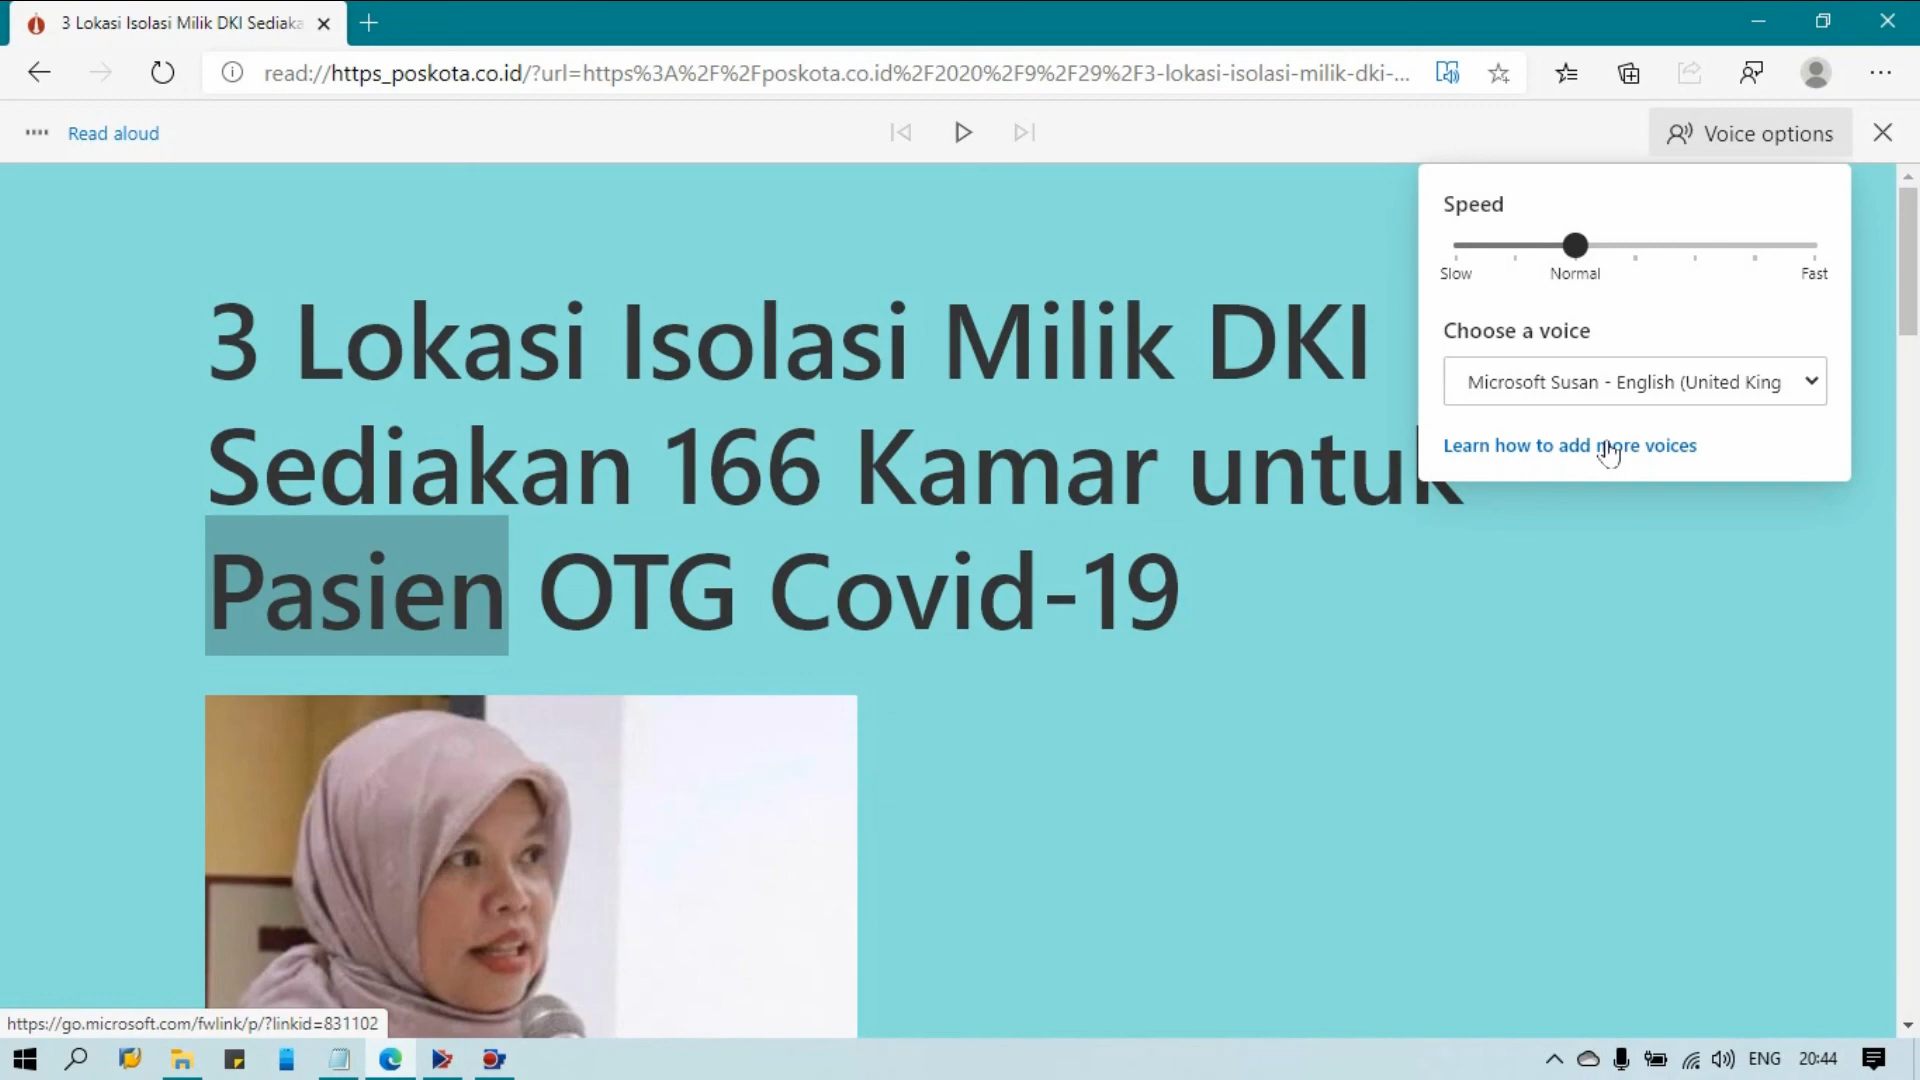 3 Lokasi Isolasi Milik DKI Sediaka
read://https_poskota.co.id/?url=https%3A%2F%2Fposkota.co.id%2F2020%2F9%2F29%2F3-lokasi-isolasi-milik-dki-...
Read aloud
Voice options
Speed
Slow Normal Fast
Choose a voice
Microsoft Susan - English (United King
Learn how to add more voices
3 Lokasi Isolasi Milik DKI
Sediakan 166 Kamar untuk
Pasien OTG Covid-19
https://go.microsoft.com/fwlink/p/?linkid=831102
ENG 20:44